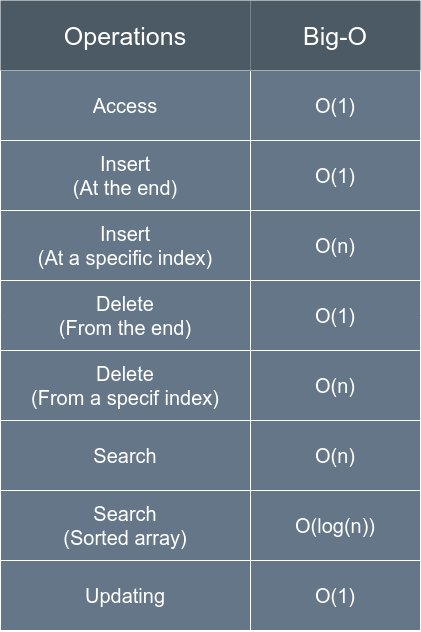 Operations Big-O
Access O(1)
Insert
(At the end) O(1)
Insert
(At a specific index) O(n)
Delete
(From the end) O(1)
Delete
(From a specif index) O(n)
Search O(n)
Search
(Sorted array) O(log(n))
Updating O(1)